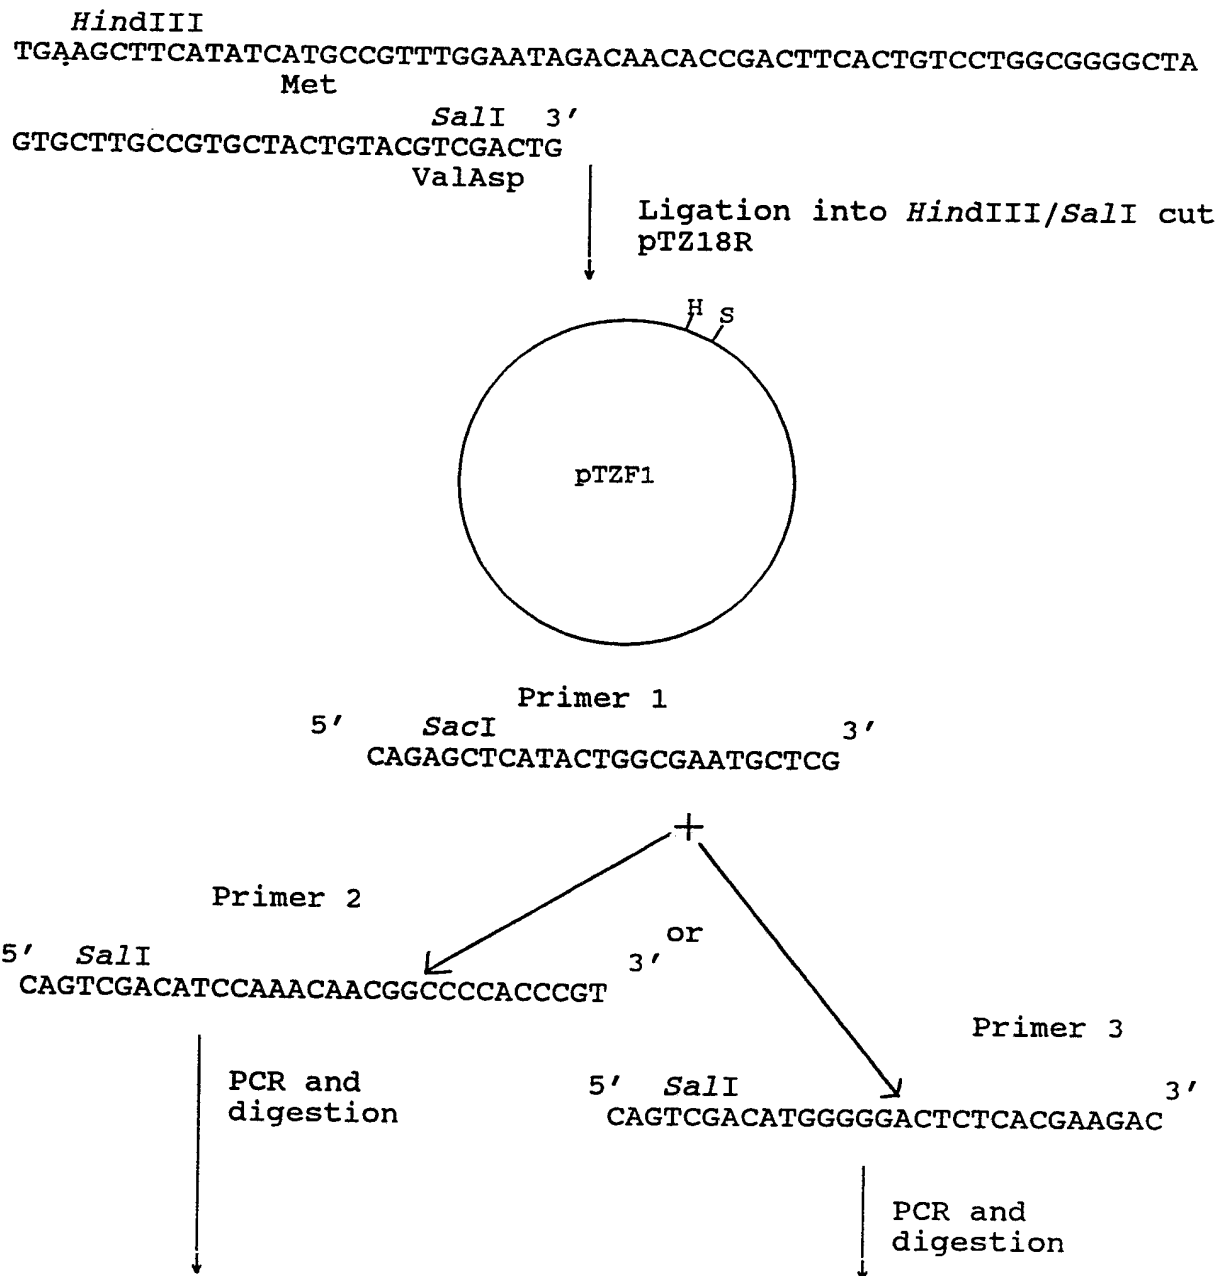 HindIII
TGAAGCTTCATATCATGCCGTTTGGAATAGACAACACCGACTTCACTGTCCTGGCGGGGCTA
Met
SalI 3'
GTGCTTGCCGTGCTACTGTACGTCGACTG
ValAsp
Ligation into HindIII/SalI cut
pTZ18R
H S
pTZF1
Primer 1
5' SacI 3'
CAGAGCTCATACTGGCGAATGCTCG
+
Primer 2
or
5' SalI 3'
CAGTCGACATCCAAACAACGGCCCCACCCGT
Primer 3
PCR and
digestion
5' SalI 3'
CAGTCGACATGGGGGACTCTCACGAAGAC
PCR and
digestion